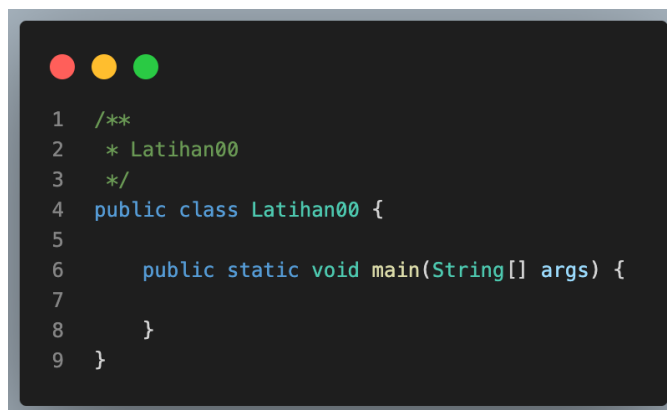 1 /**
2  * Latihan00
3  */
4 public class Latihan00 {
5
6     public static void main(String[] args) {
7
8     }
9 }